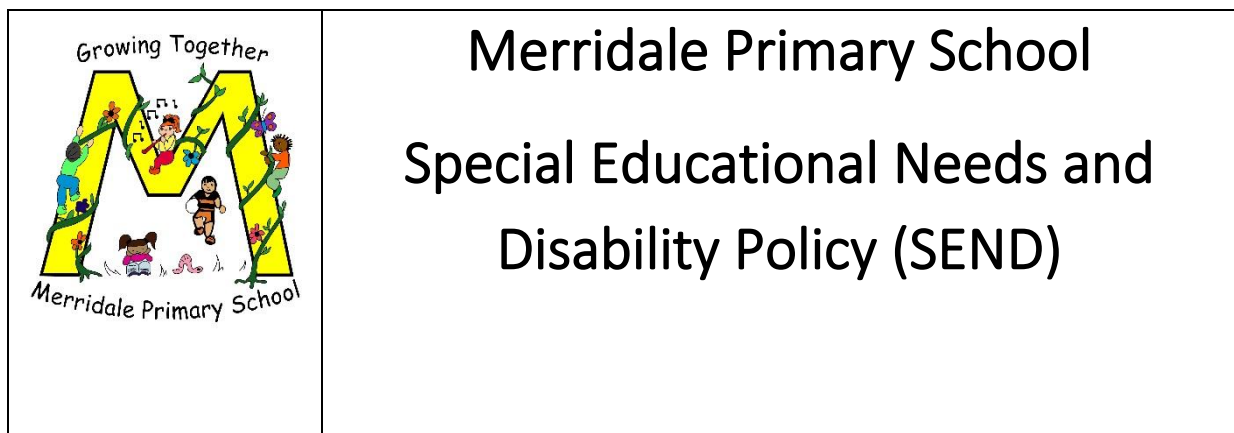 Growing Together
Merridale Primary School
Merridale Primary School
Special Educational Needs and
Disability Policy (SEND)